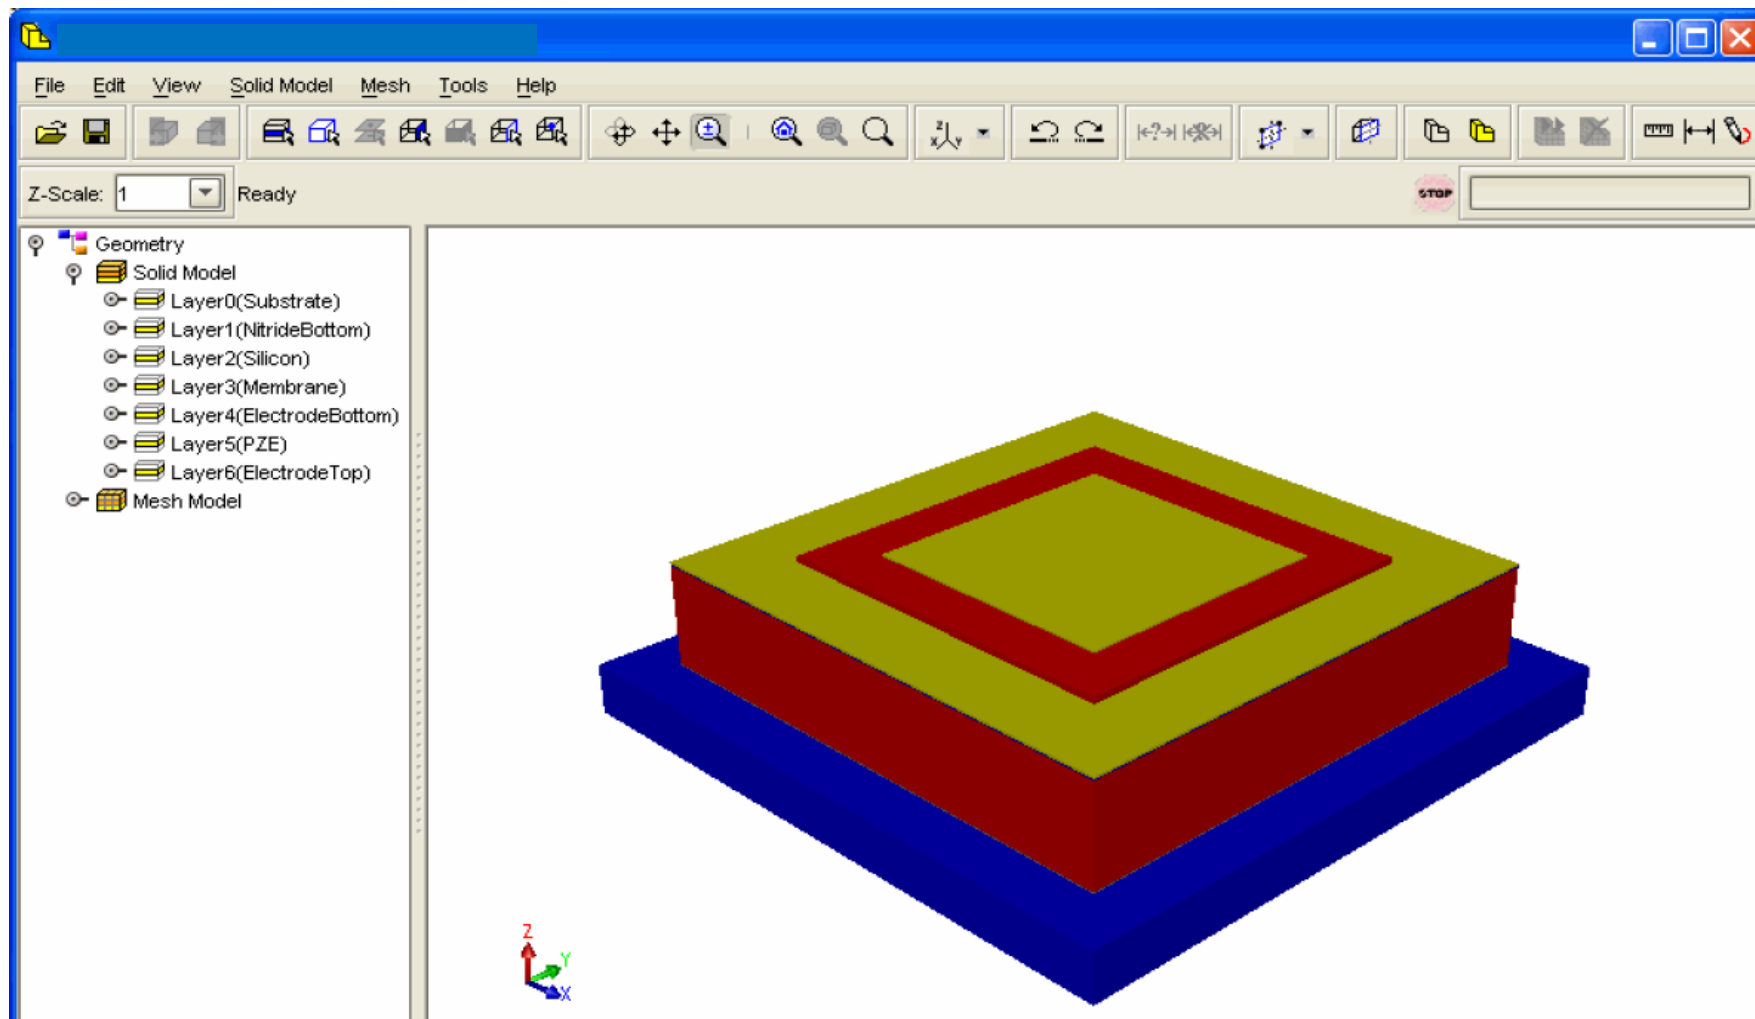 File Edit View Solid Model Mesh Tools Help
Z-Scale: 1 Ready
STOP
Geometry
Solid Model
Layer0(Substrate)
Layer1(NitrideBottom)
Layer2(Silicon)
Layer3(Membrane)
Layer4(ElectrodeBottom)
Layer5(PZE)
Layer6(ElectrodeTop)
Mesh Model
Z
Y
X